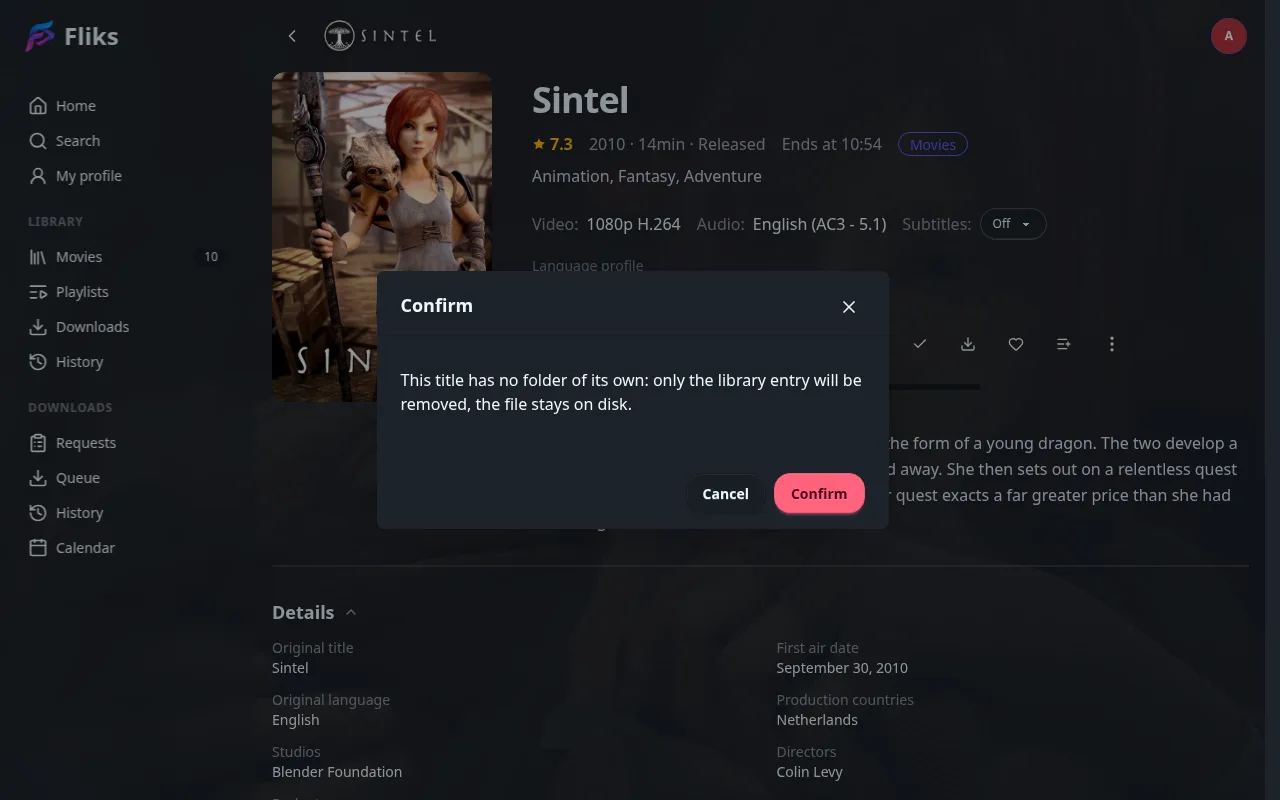 Fliks
SINTEL
A
Home
Search
My profile
LIBRARY
Movies 10
Playlists
Downloads
History
DOWNLOADS
Requests
Queue
History
Calendar
Sintel
7.3 2010 · 14min · Released Ends at 10:54 Movies
Animation, Fantasy, Adventure
Video: 1080p H.264 Audio: English (AC3 - 5.1) Subtitles: Off
Language profile
SIN
Confirm
This title has no folder of its own: only the library entry will be
removed, the file stays on disk.
Cancel Confirm
the form of a young dragon. The two develop a
away. She then sets out on a relentless quest
quest exacts a far greater price than she had
Details
Original title
Sintel
First air date
September 30, 2010
Original language
English
Production countries
Netherlands
Studios
Blender Foundation
Directors
Colin Levy